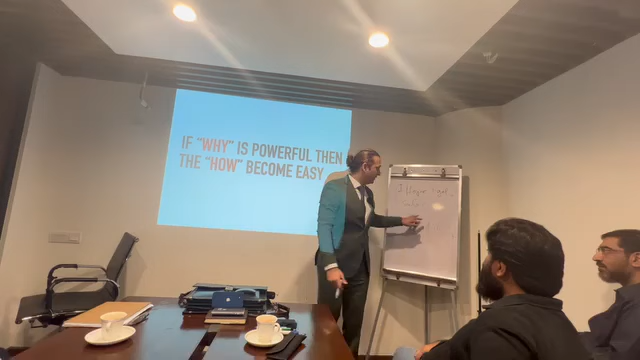 IF "WHY" IS POWERFUL THEN
THE "HOW" BECOME EASY
I